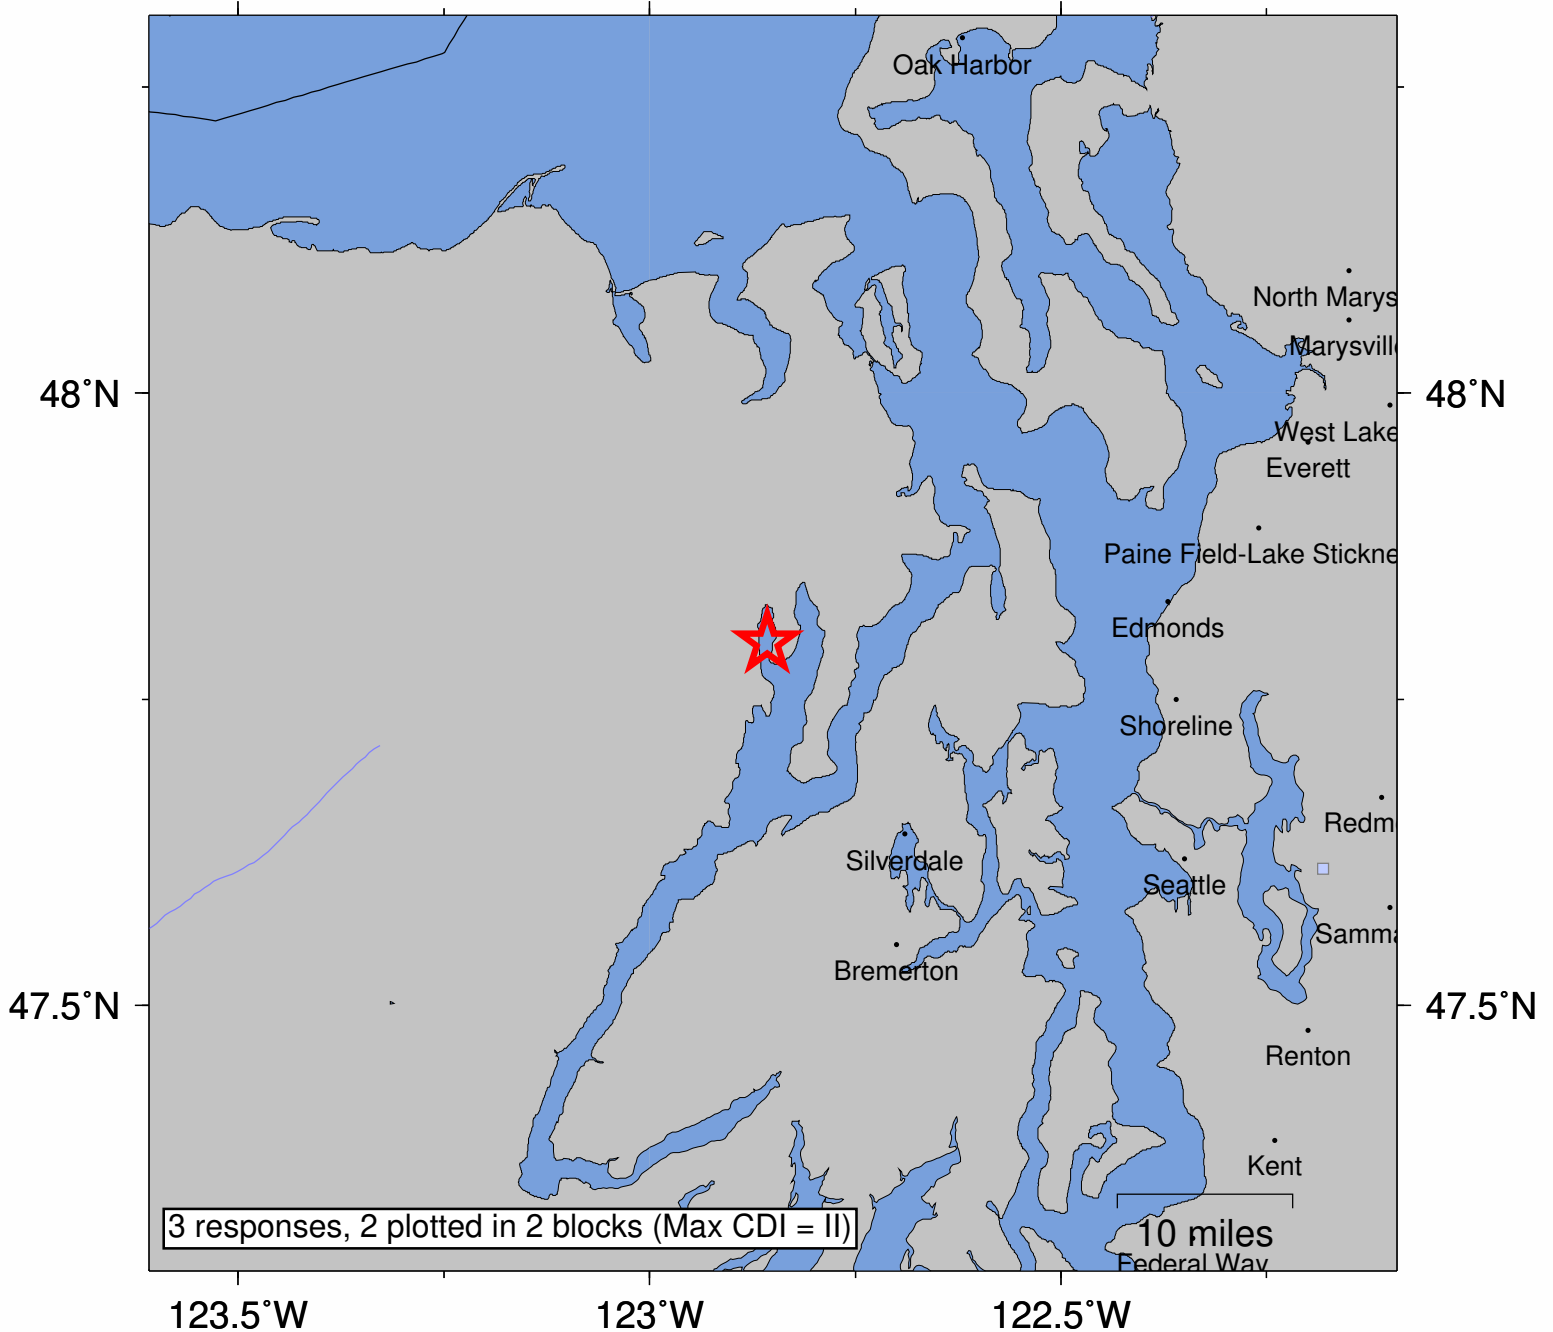 Oak Harbor
North Marys
Marysville
48°N
48°N
West Lake
Everett
Paine Field-Lake Stickne
Edmonds
Shoreline
Redm
Silverdale
Seattle
Samma
Bremerton
47.5°N
47.5°N
Renton
Kent
3 responses, 2 plotted in 2 blocks (Max CDI = II)
10 miles
Federal Way
123.5°W
123°W
122.5°W